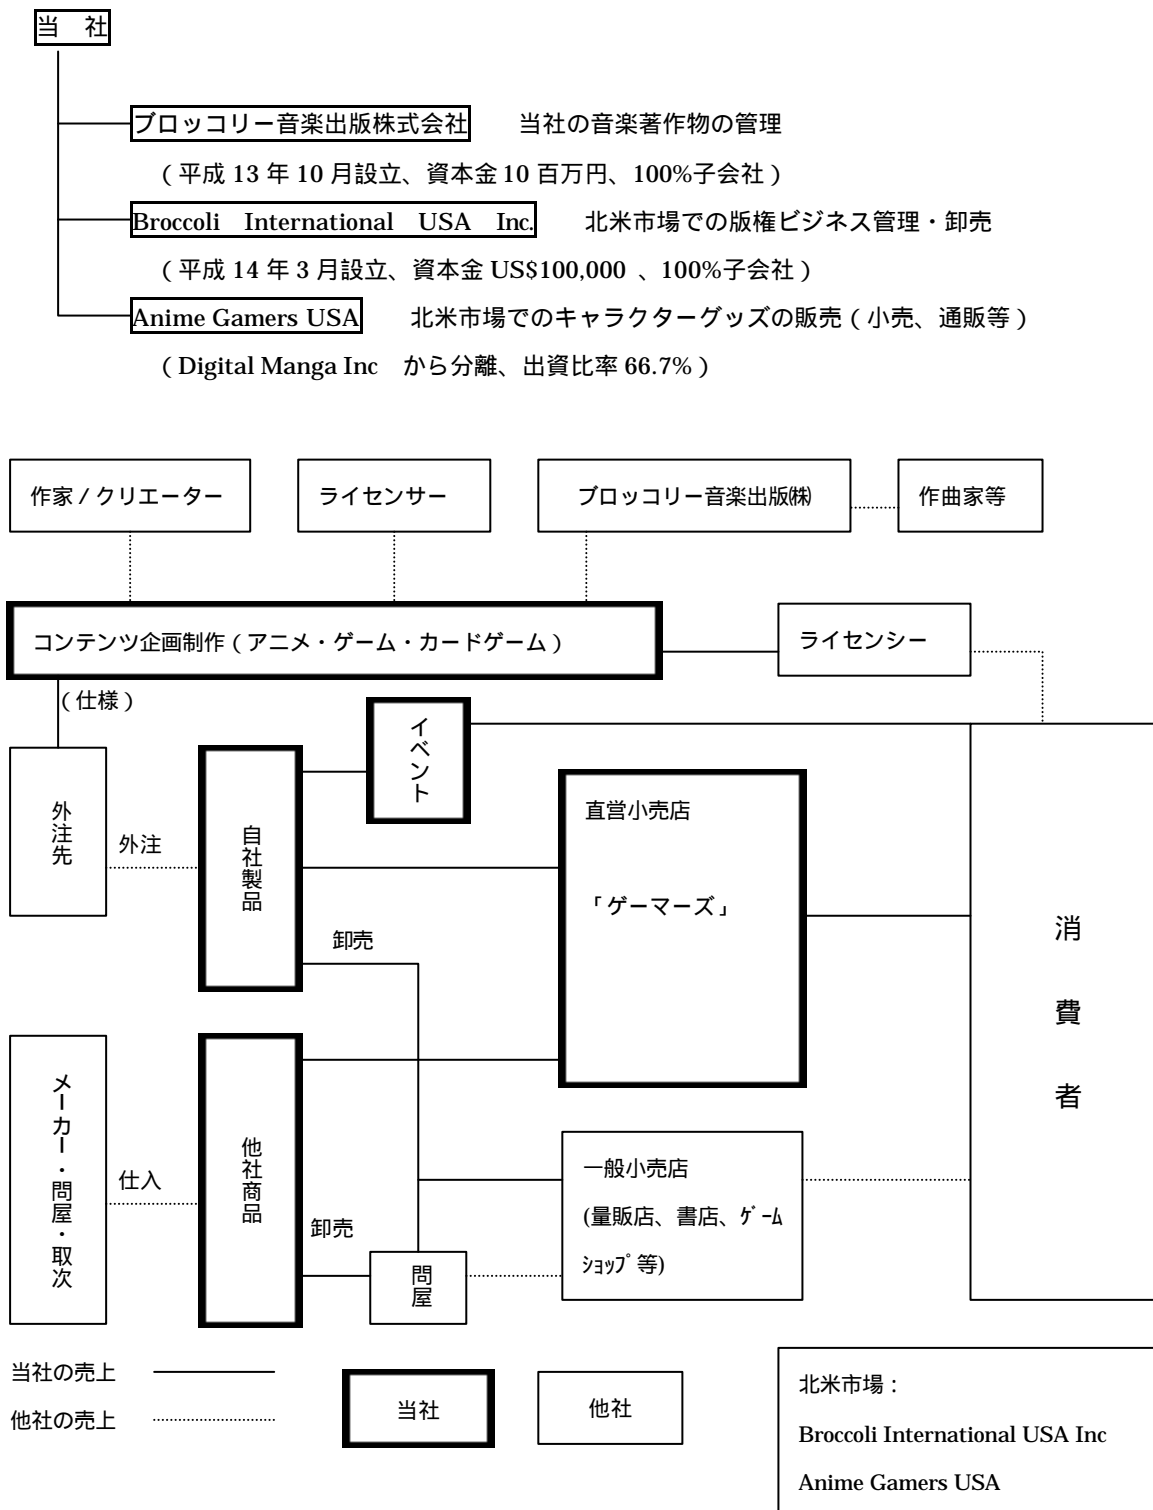 当　社
ブロッコリー音楽出版株式会社　当社の音楽著作物の管理
（平成 13 年 10 月設立、資本金 10 百万円、100%子会社）
Broccoli International USA Inc.　北米市場での版権ビジネス管理・卸売
（平成 14 年 3 月設立、資本金 US$100,000 、100%子会社）
Anime Gamers USA　北米市場でのキャラクターグッズの販売（小売、通販等）
（Digital Manga Inc　から分離、出資比率 66.7%）
作家/クリエーター
ライセンサー
ブロッコリー音楽出版㈱
作曲家等
コンテンツ企画制作（アニメ・ゲーム・カードゲーム）
ライセンシー
（仕様）
イベント
外注先
外注
自社製品
直営小売店
「ゲーマーズ」
卸売
消費者
メーカー・問屋・取次
仕入
他社商品
卸売
問屋
一般小売店
(量販店、書店、ｹﾞｰﾑ
ｼｮｯﾌﾟ等)
当社の売上
他社の売上
当社
他社
北米市場：
Broccoli International USA Inc
Anime Gamers USA